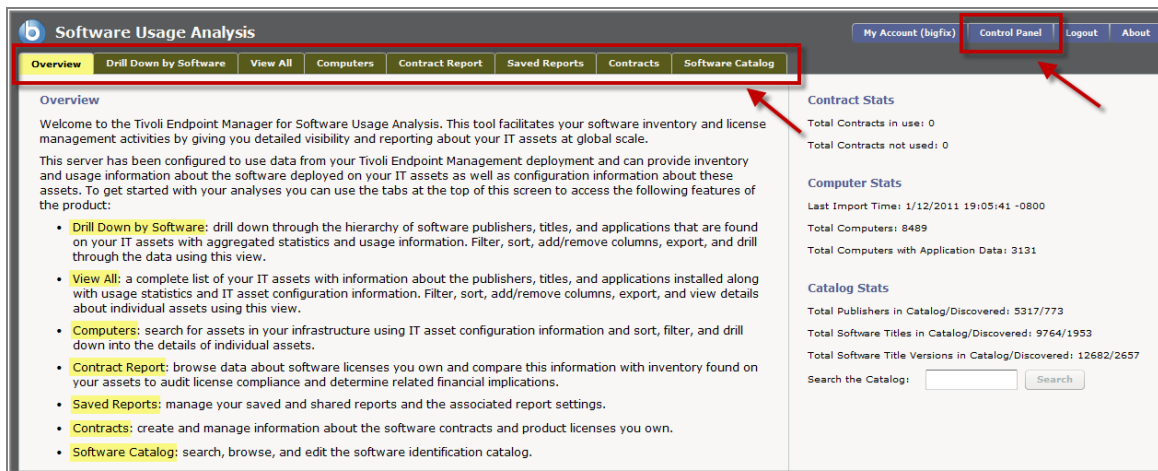 b Software Usage Analysis
My Account (bigfix) Control Panel Logout About
Overview Drill Down by Software View All Computers Contract Report Saved Reports Contracts Software Catalog
Overview
Welcome to the Tivoli Endpoint Manager for Software Usage Analysis. This tool facilitates your software inventory and license
management activities by giving you detailed visibility and reporting about your IT assets at global scale.
This server has been configured to use data from your Tivoli Endpoint Management deployment and can provide inventory
and usage information about the software deployed on your IT assets as well as configuration information about these
assets. To get started with your analyses you can use the tabs at the top of this screen to access the following features of
the product:
• Drill Down by Software: drill down through the hierarchy of software publishers, titles, and applications that are found
on your IT assets with aggregated statistics and usage information. Filter, sort, add/remove columns, export, and drill
through the data using this view.
• View All: a complete list of your IT assets with information about the publishers, titles, and applications installed along
with usage statistics and IT asset configuration information. Filter, sort, add/remove columns, export, and view details
about individual assets using this view.
• Computers: search for assets in your infrastructure using IT asset configuration information and sort, filter, and drill
down into the details of individual assets.
• Contract Report: browse data about software licenses you own and compare this information with inventory found on
your assets to audit license compliance and determine related financial implications.
• Saved Reports: manage your saved and shared reports and the associated report settings.
• Contracts: create and manage information about the software contracts and product licenses you own.
• Software Catalog: search, browse, and edit the software identification catalog.
Contract Stats
Total Contracts in use: 0
Total Contracts not used: 0
Computer Stats
Last Import Time: 1/12/2011 19:05:41 -0800
Total Computers: 8489
Total Computers with Application Data: 3131
Catalog Stats
Total Publishers in Catalog/Discovered: 5317/773
Total Software Titles in Catalog/Discovered: 9764/1953
Total Software Title Versions in Catalog/Discovered: 12682/2657
Search the Catalog: Search